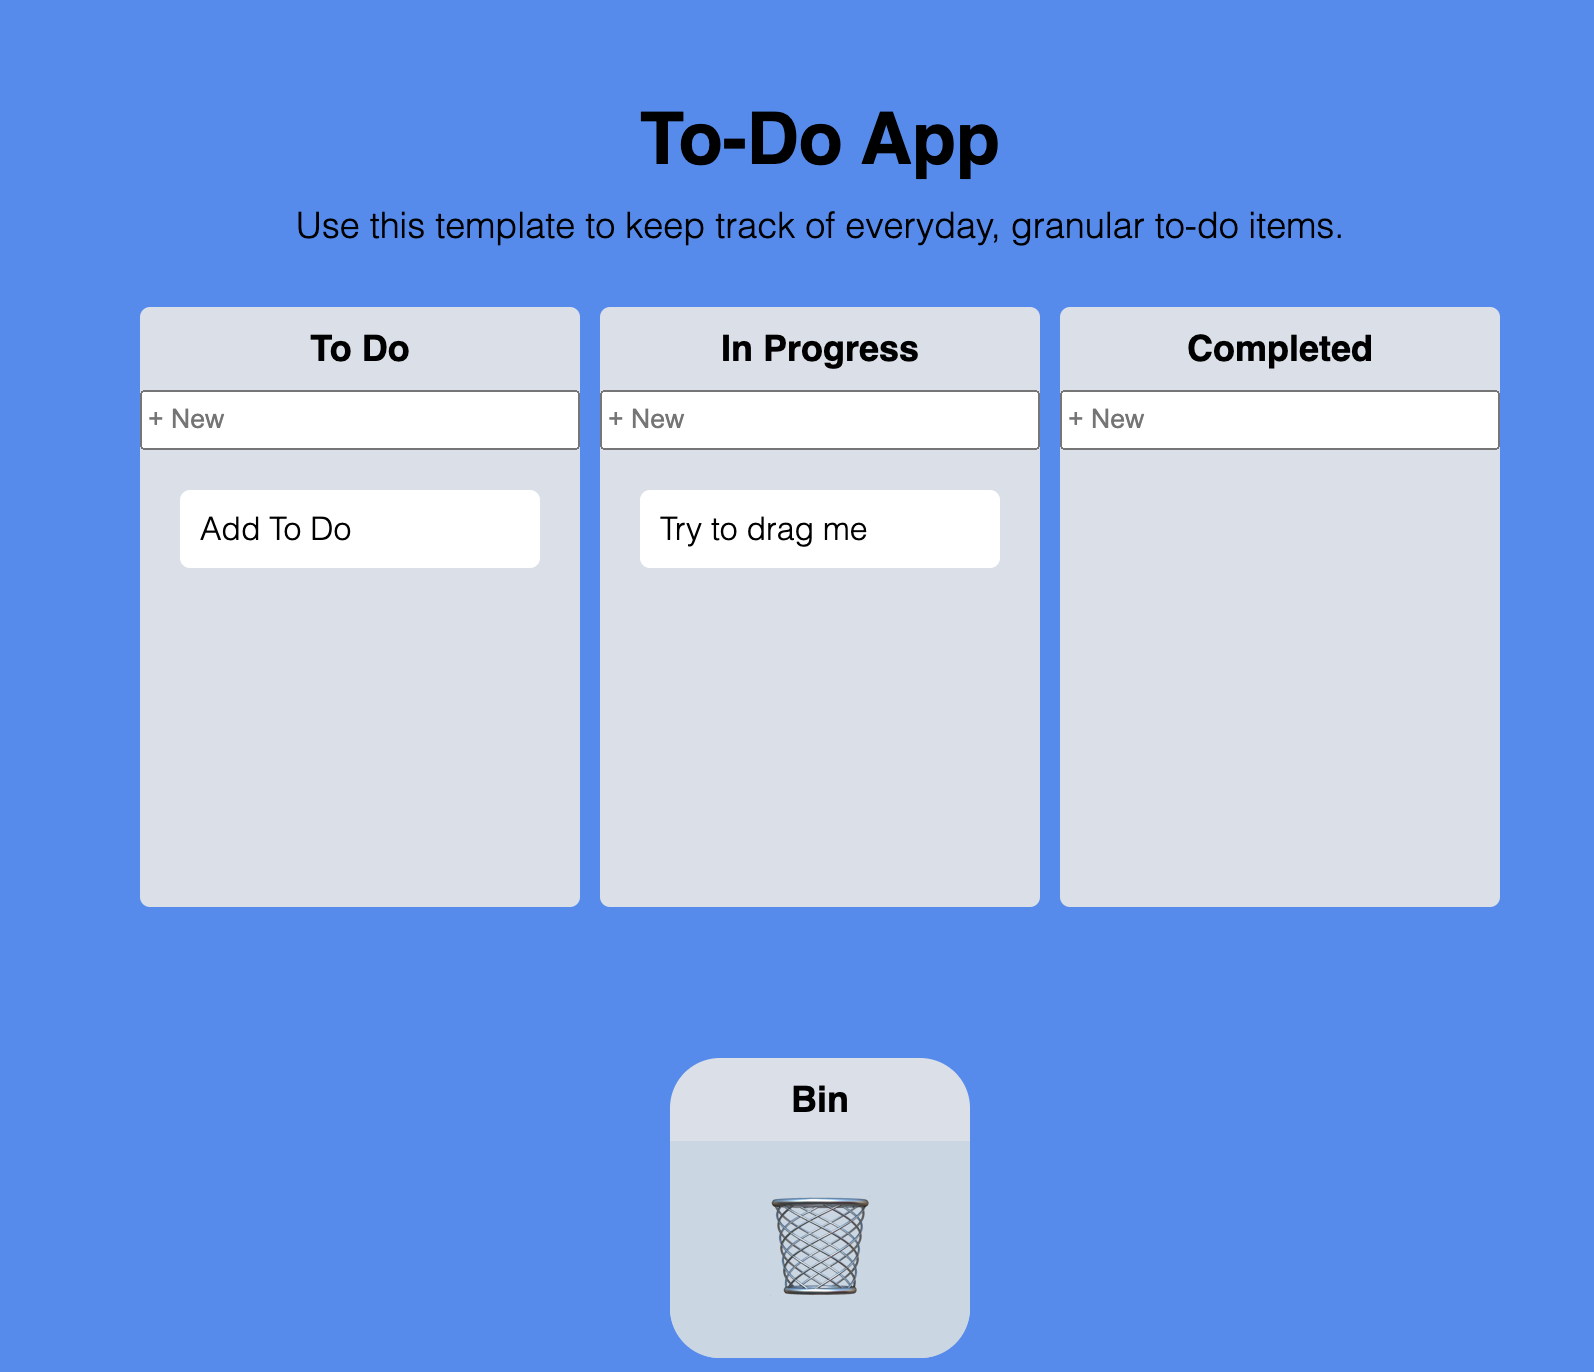 To-Do App
Use this template to keep track of everyday, granular to-do items.
To Do
In Progress
Completed
+ New
+ New
+ New
Add To Do
Try to drag me
Bin